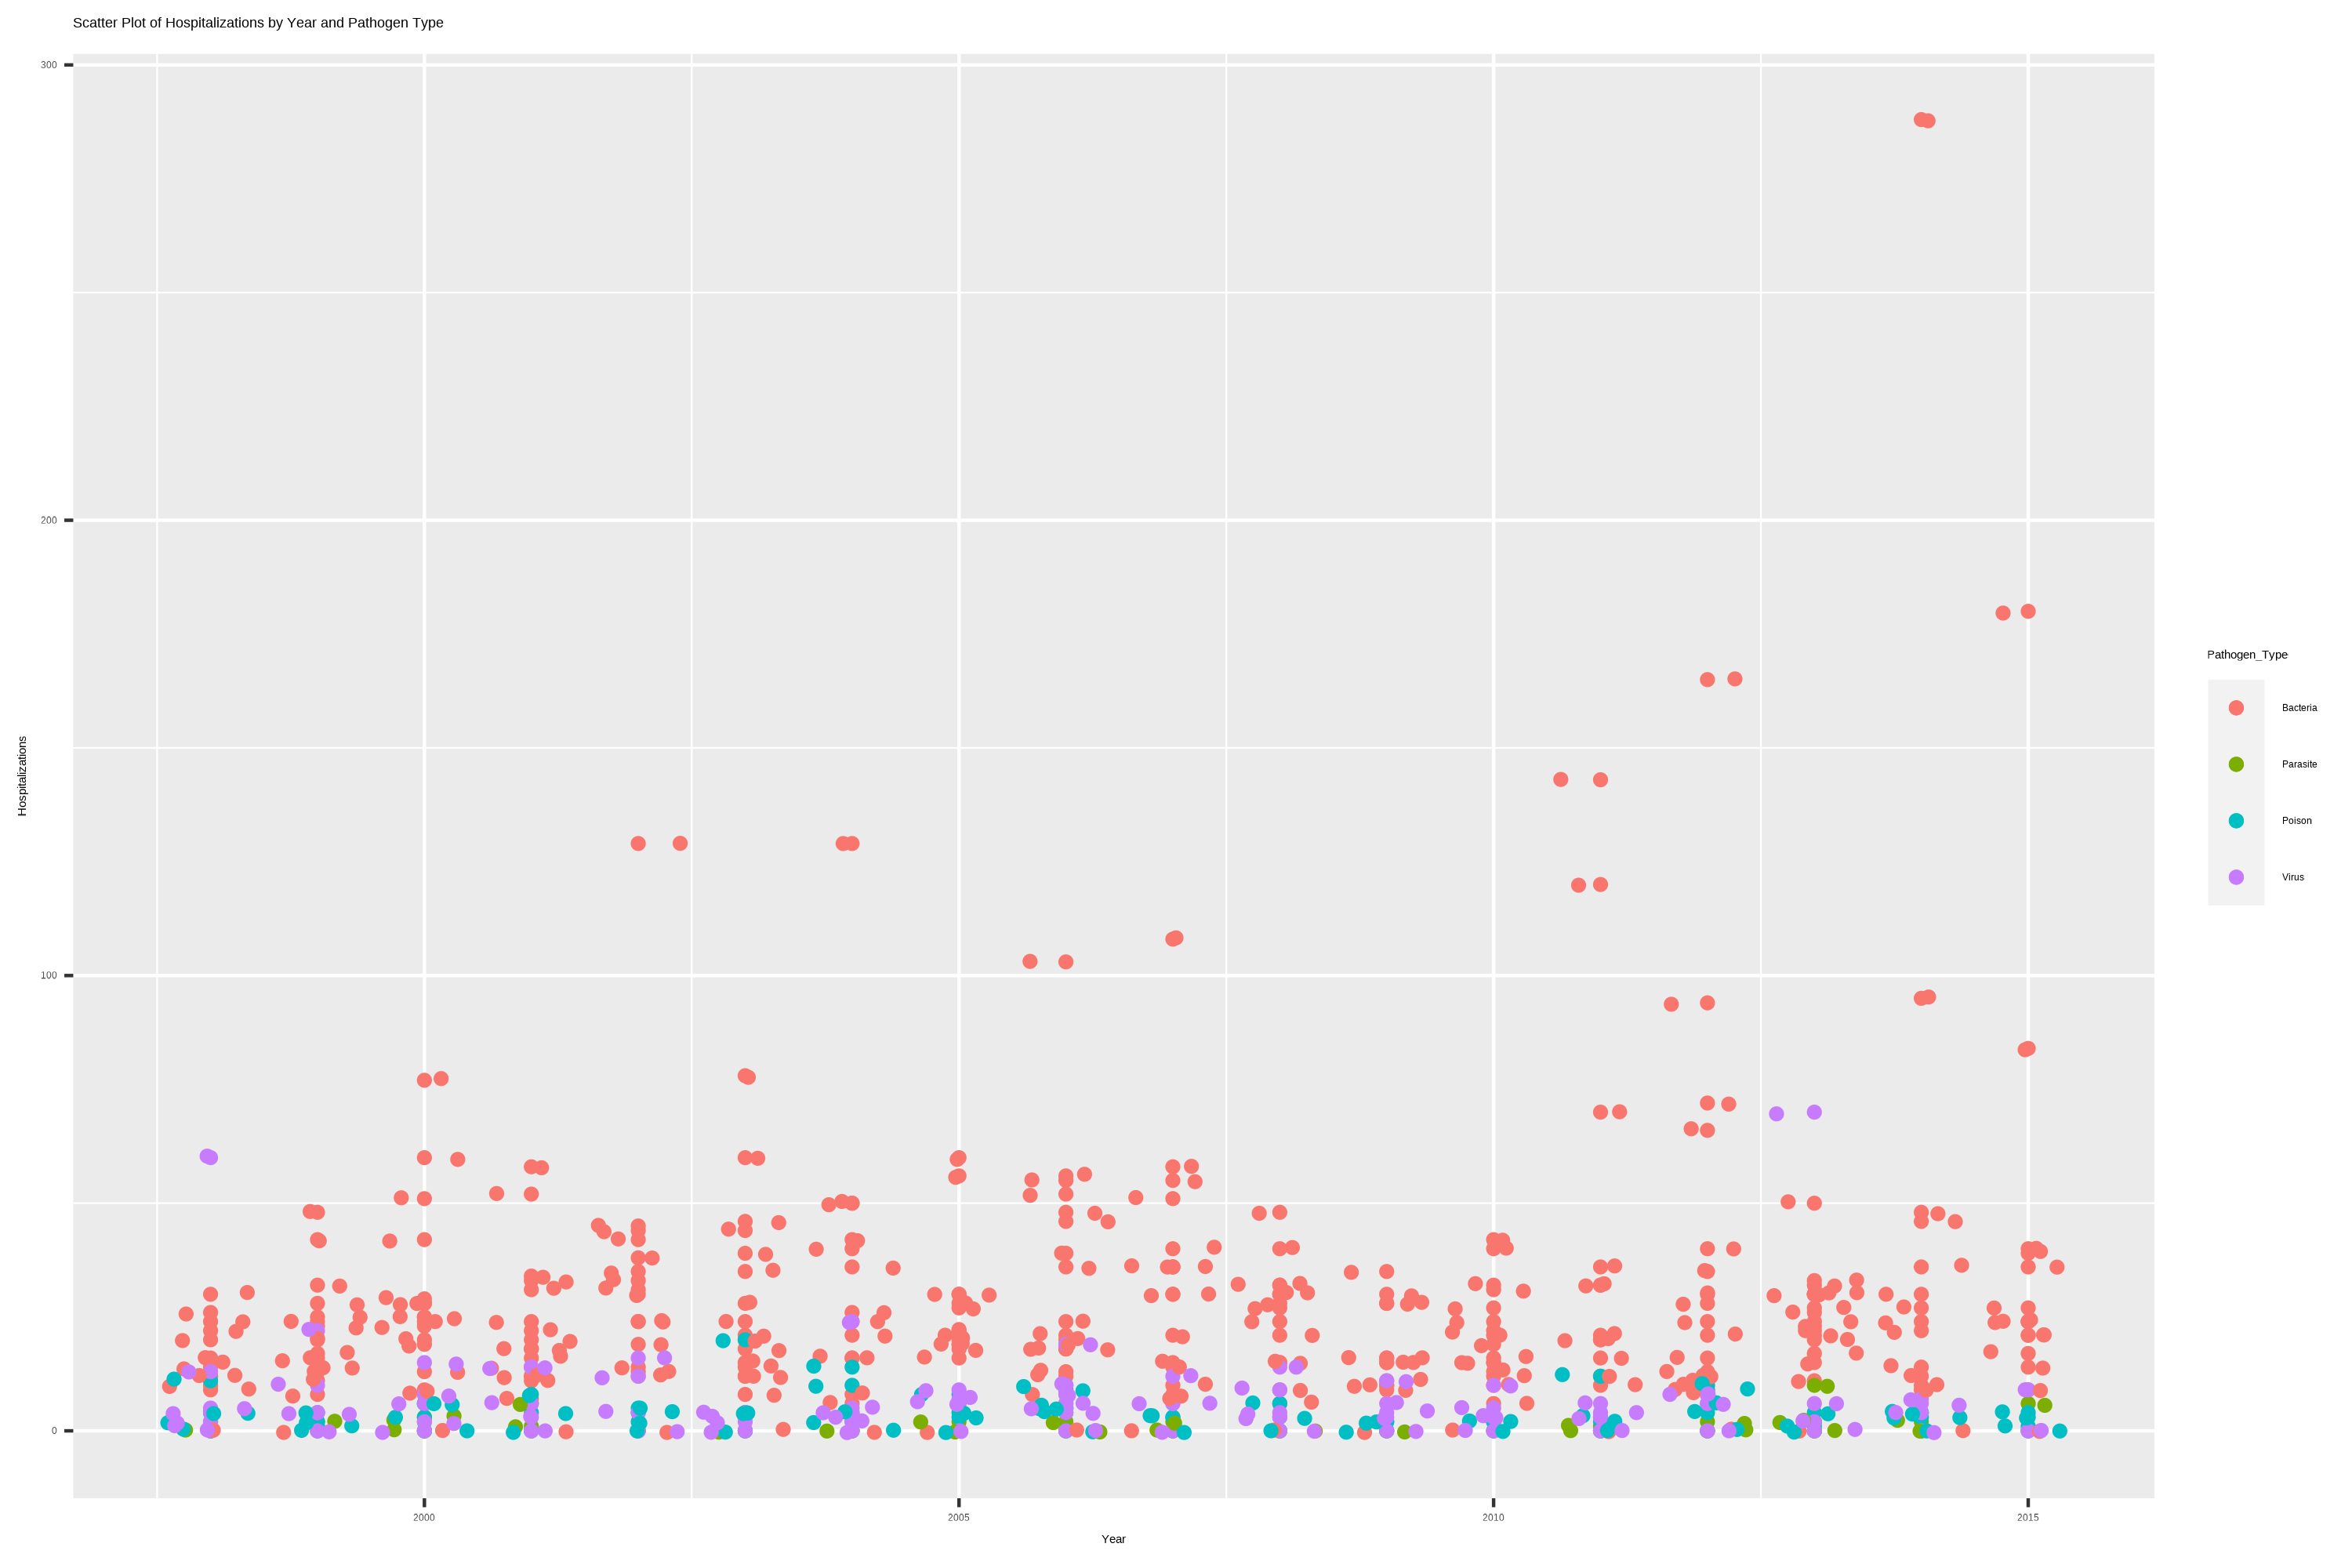 Scatter Plot of Hospitalizations by Year and Pathogen Type
300
200
100
0
Hospitalizations
2000
2005
2010
2015
Year
Pathogen_Type
Bacteria
Parasite
Poison
Virus